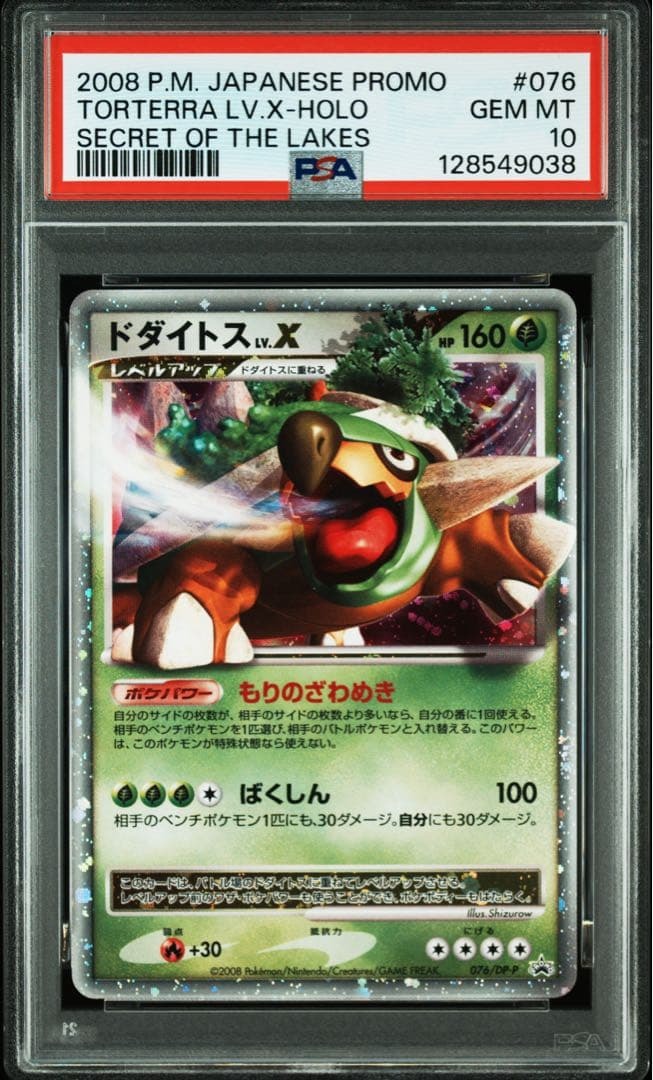 2008 P.M. JAPANESE PROMO #076
TORTERRA LV.X-HOLO GEM MT
SECRET OF THE LAKES 10
PSA 128549038
ドダイトス LV.X HP 160
レベルアップ ドダイトスに重ねる
ポケパワー もりのざわめき
自分のサイドの枚数が、相手のサイドの枚数より多いなら、自分の番に1回使える。
相手のベンチポケモンを1匹選び、相手のバトルポケモンと入れ替える。このパワー
は、このポケモンが特殊状態なら使えない。
ばくしん 100
相手のベンチポケモン1匹にも、30ダメージ。自分にも30ダメージ。
このカードは、バトル場のドダイトスに重ねてレベルアップさせる。
レベルアップ前のワザ・ポケパワーも使うことができ、ポケボディーもはたらく。
Illus. Shizurow
弱点 抵抗力 にげる
+30
©2008 Pokémon/Nintendo/Creatures/GAME FREAK. 076/DP-P
PSA